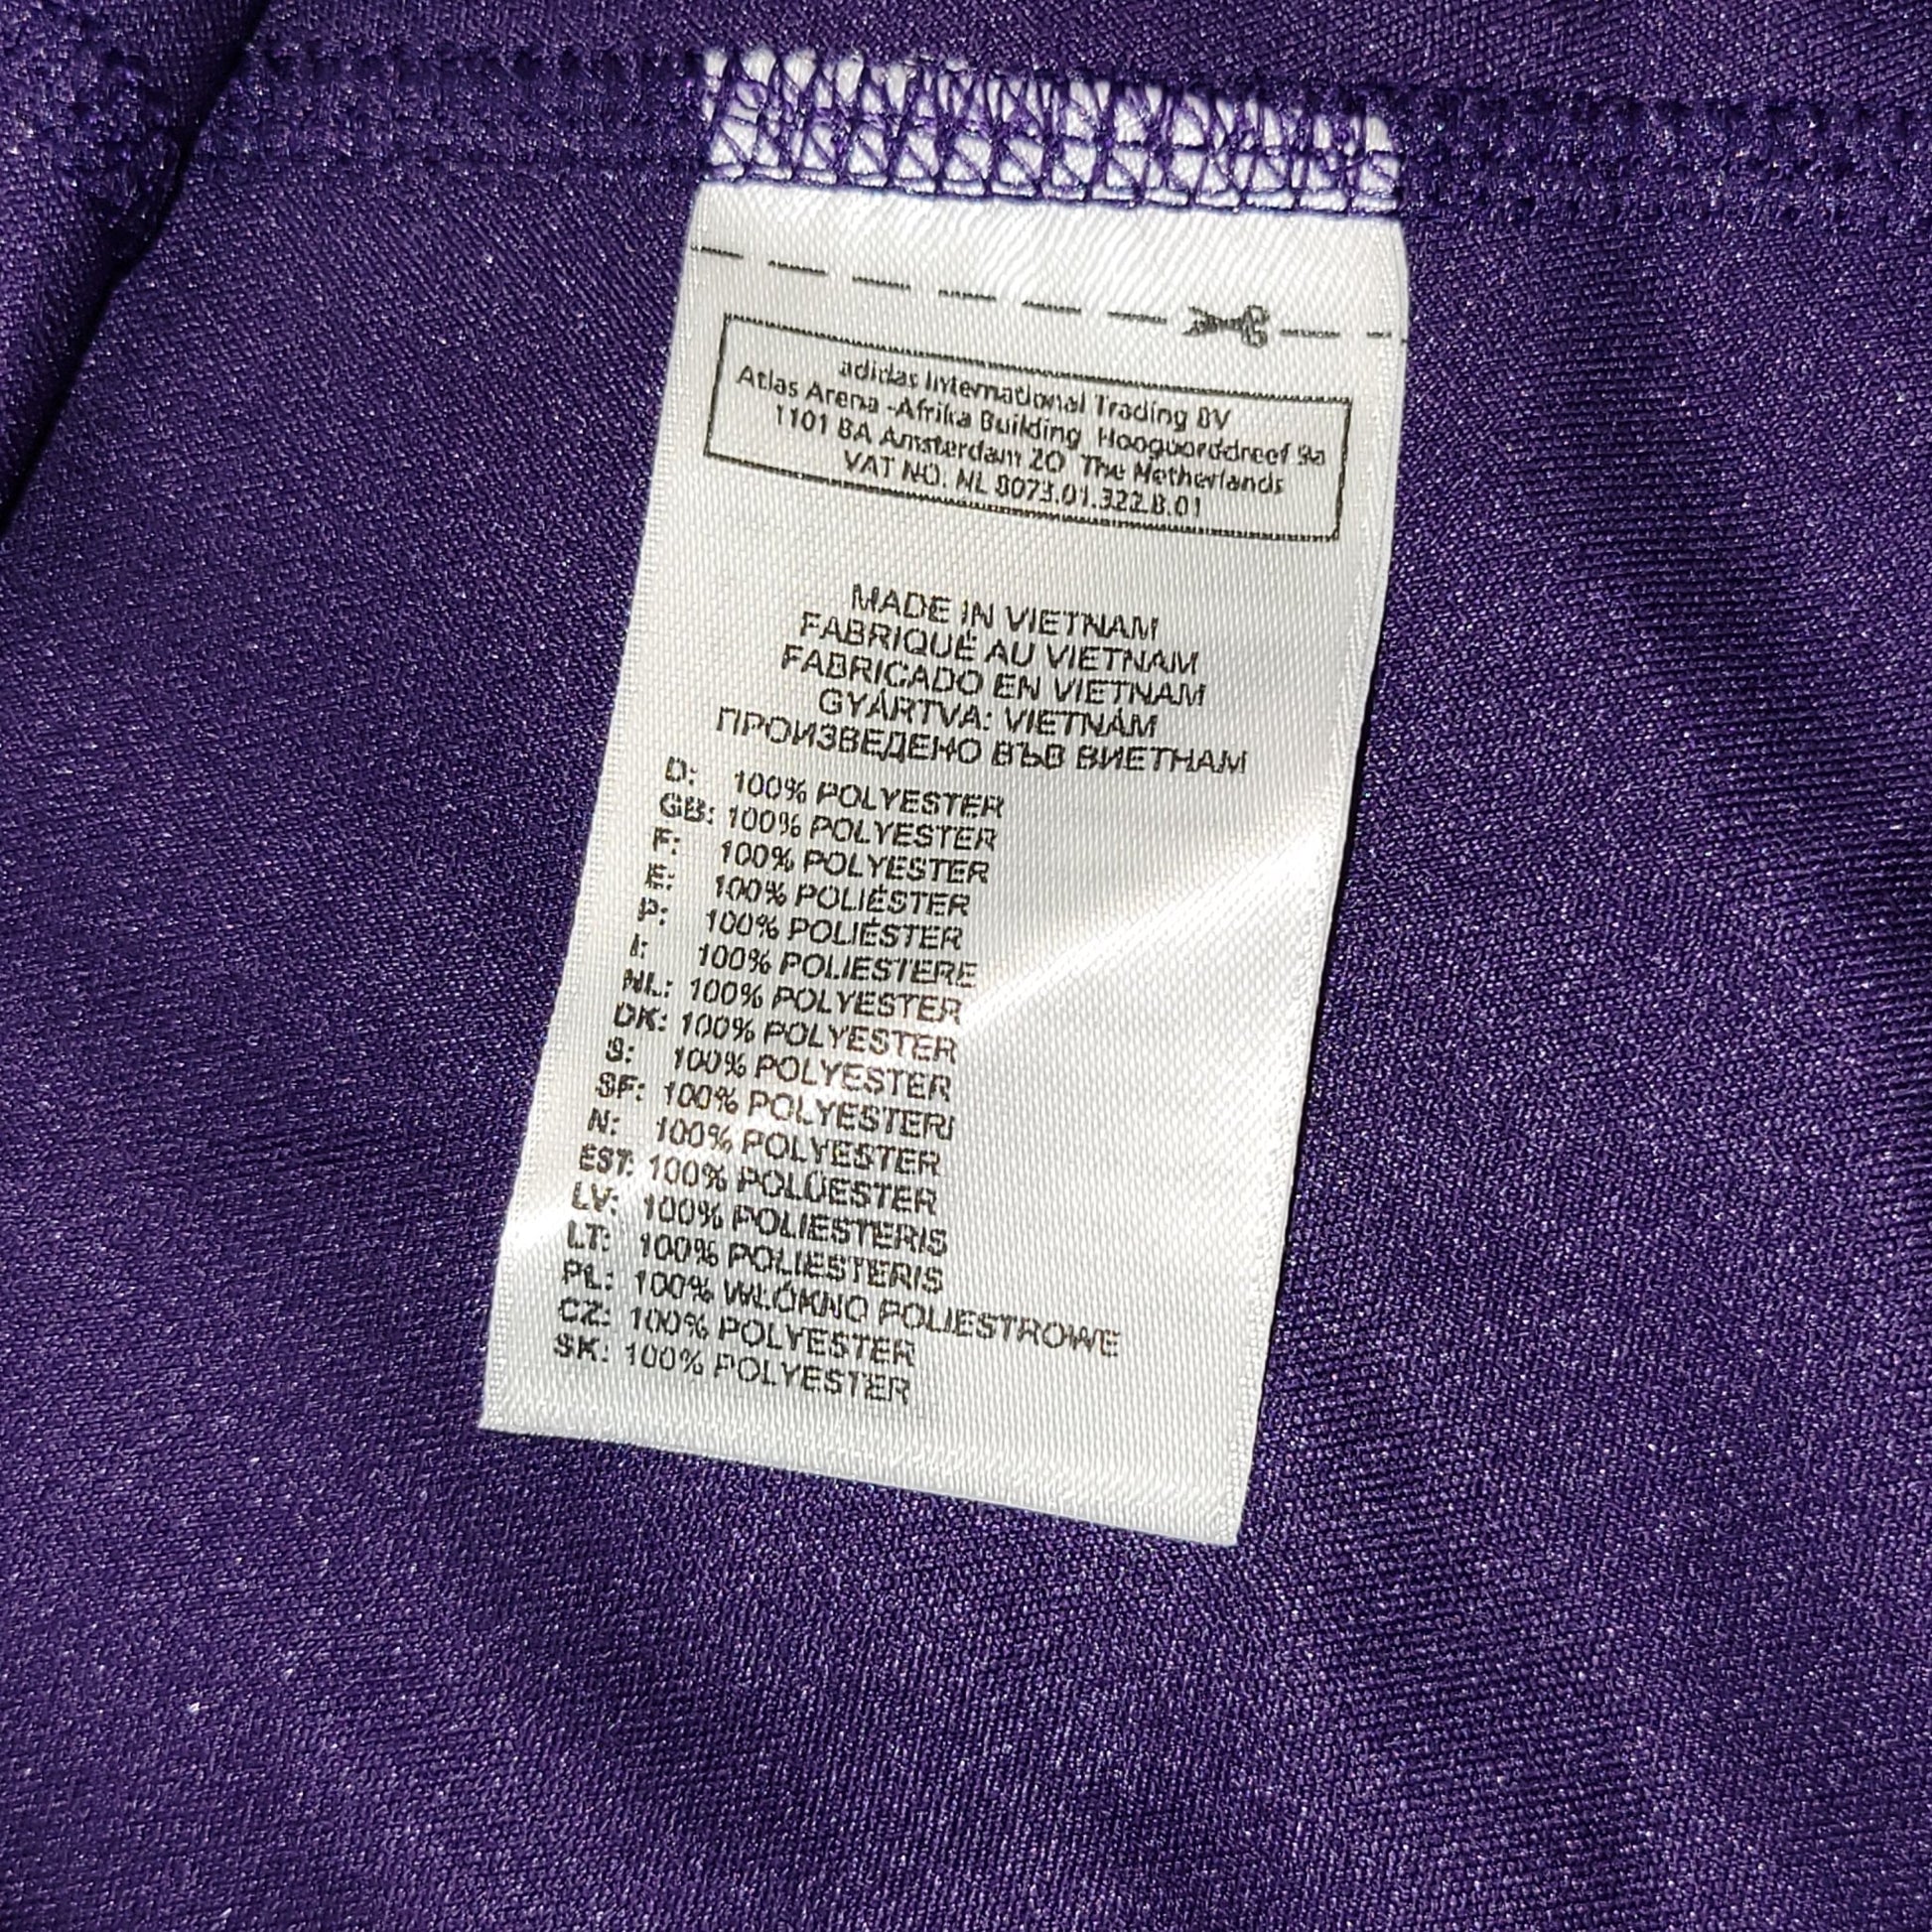 adidas International Trading BV
Atlas Arena -Afrika Building Hoogoorddreef 9a
1101 BA Amsterdam ZO The Netherlands
VAT NO. NL 8073.01.322.B.01
MADE IN VIETNAM
FABRIQUÉ AU VIETNAM
FABRICADO EN VIETNAM
GYÁRTVA: VIETNÁM
ПРОИЗВЕДЕНО ВЪВ ВИЕТНАМ
D: 100% POLYESTER
GB: 100% POLYESTER
F: 100% POLYESTER
E: 100% POLIÉSTER
P: 100% POLIÉSTER
I: 100% POLIESTERE
NL: 100% POLYESTER
DK: 100% POLYESTER
S: 100% POLYESTER
SF: 100% POLYESTERI
N: 100% POLYESTER
EST: 100% POLÜESTER
LV: 100% POLIESTERIS
LT: 100% POLIESTERIS
PL: 100% WŁÓKNO POLIESTROWE
CZ: 100% POLYESTER
SK: 100% POLYESTER